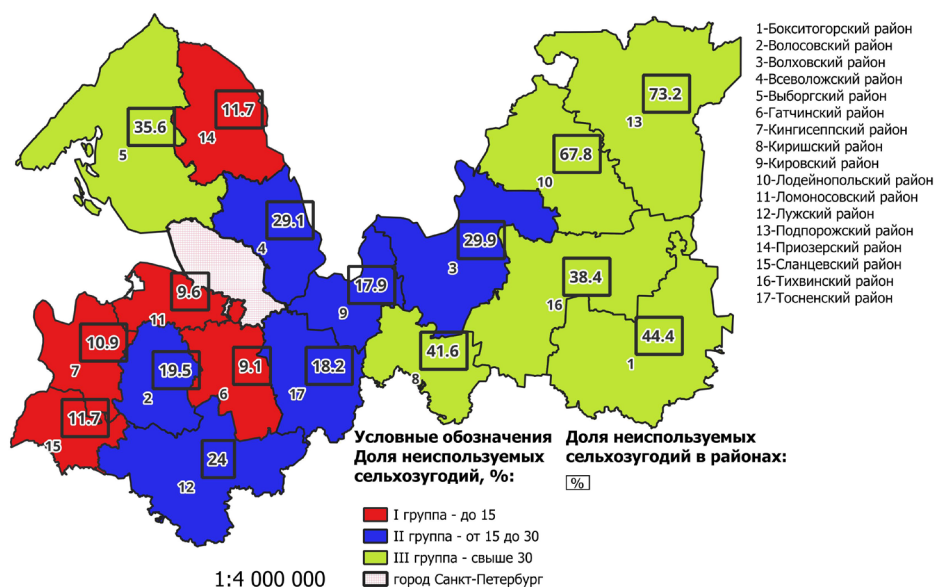 1-Бокситогорский район
2-Волосовский район
3-Волховский район
4-Всеволожский район
5-Выборгский район
6-Гатчинский район
7-Кингисеппский район
8-Киришский район
9-Кировский район
10-Лодейнопольский район
11-Ломоносовский район
12-Лужский район
13-Подпорожский район
14-Приозерский район
15-Сланцевский район
16-Тихвинский район
17-Тосненский район
73.2
13
11.7
14
35.6
5
67.8
10
29.1
4
29.9
3
38.4
16
17.9
9
9.6
11
10.9
7
44.4
1
41.6
8
19.5
2
9.1
6
18.2
17
11.7
15
24
12
Условные обозначения
Доля неиспользуемых
сельхозугодий, %:
I группа - до 15
II группа - от 15 до 30
III группа - свыше 30
город Санкт-Петербург
Доля неиспользуемых
сельхозугодий в районах:
%
1:4 000 000